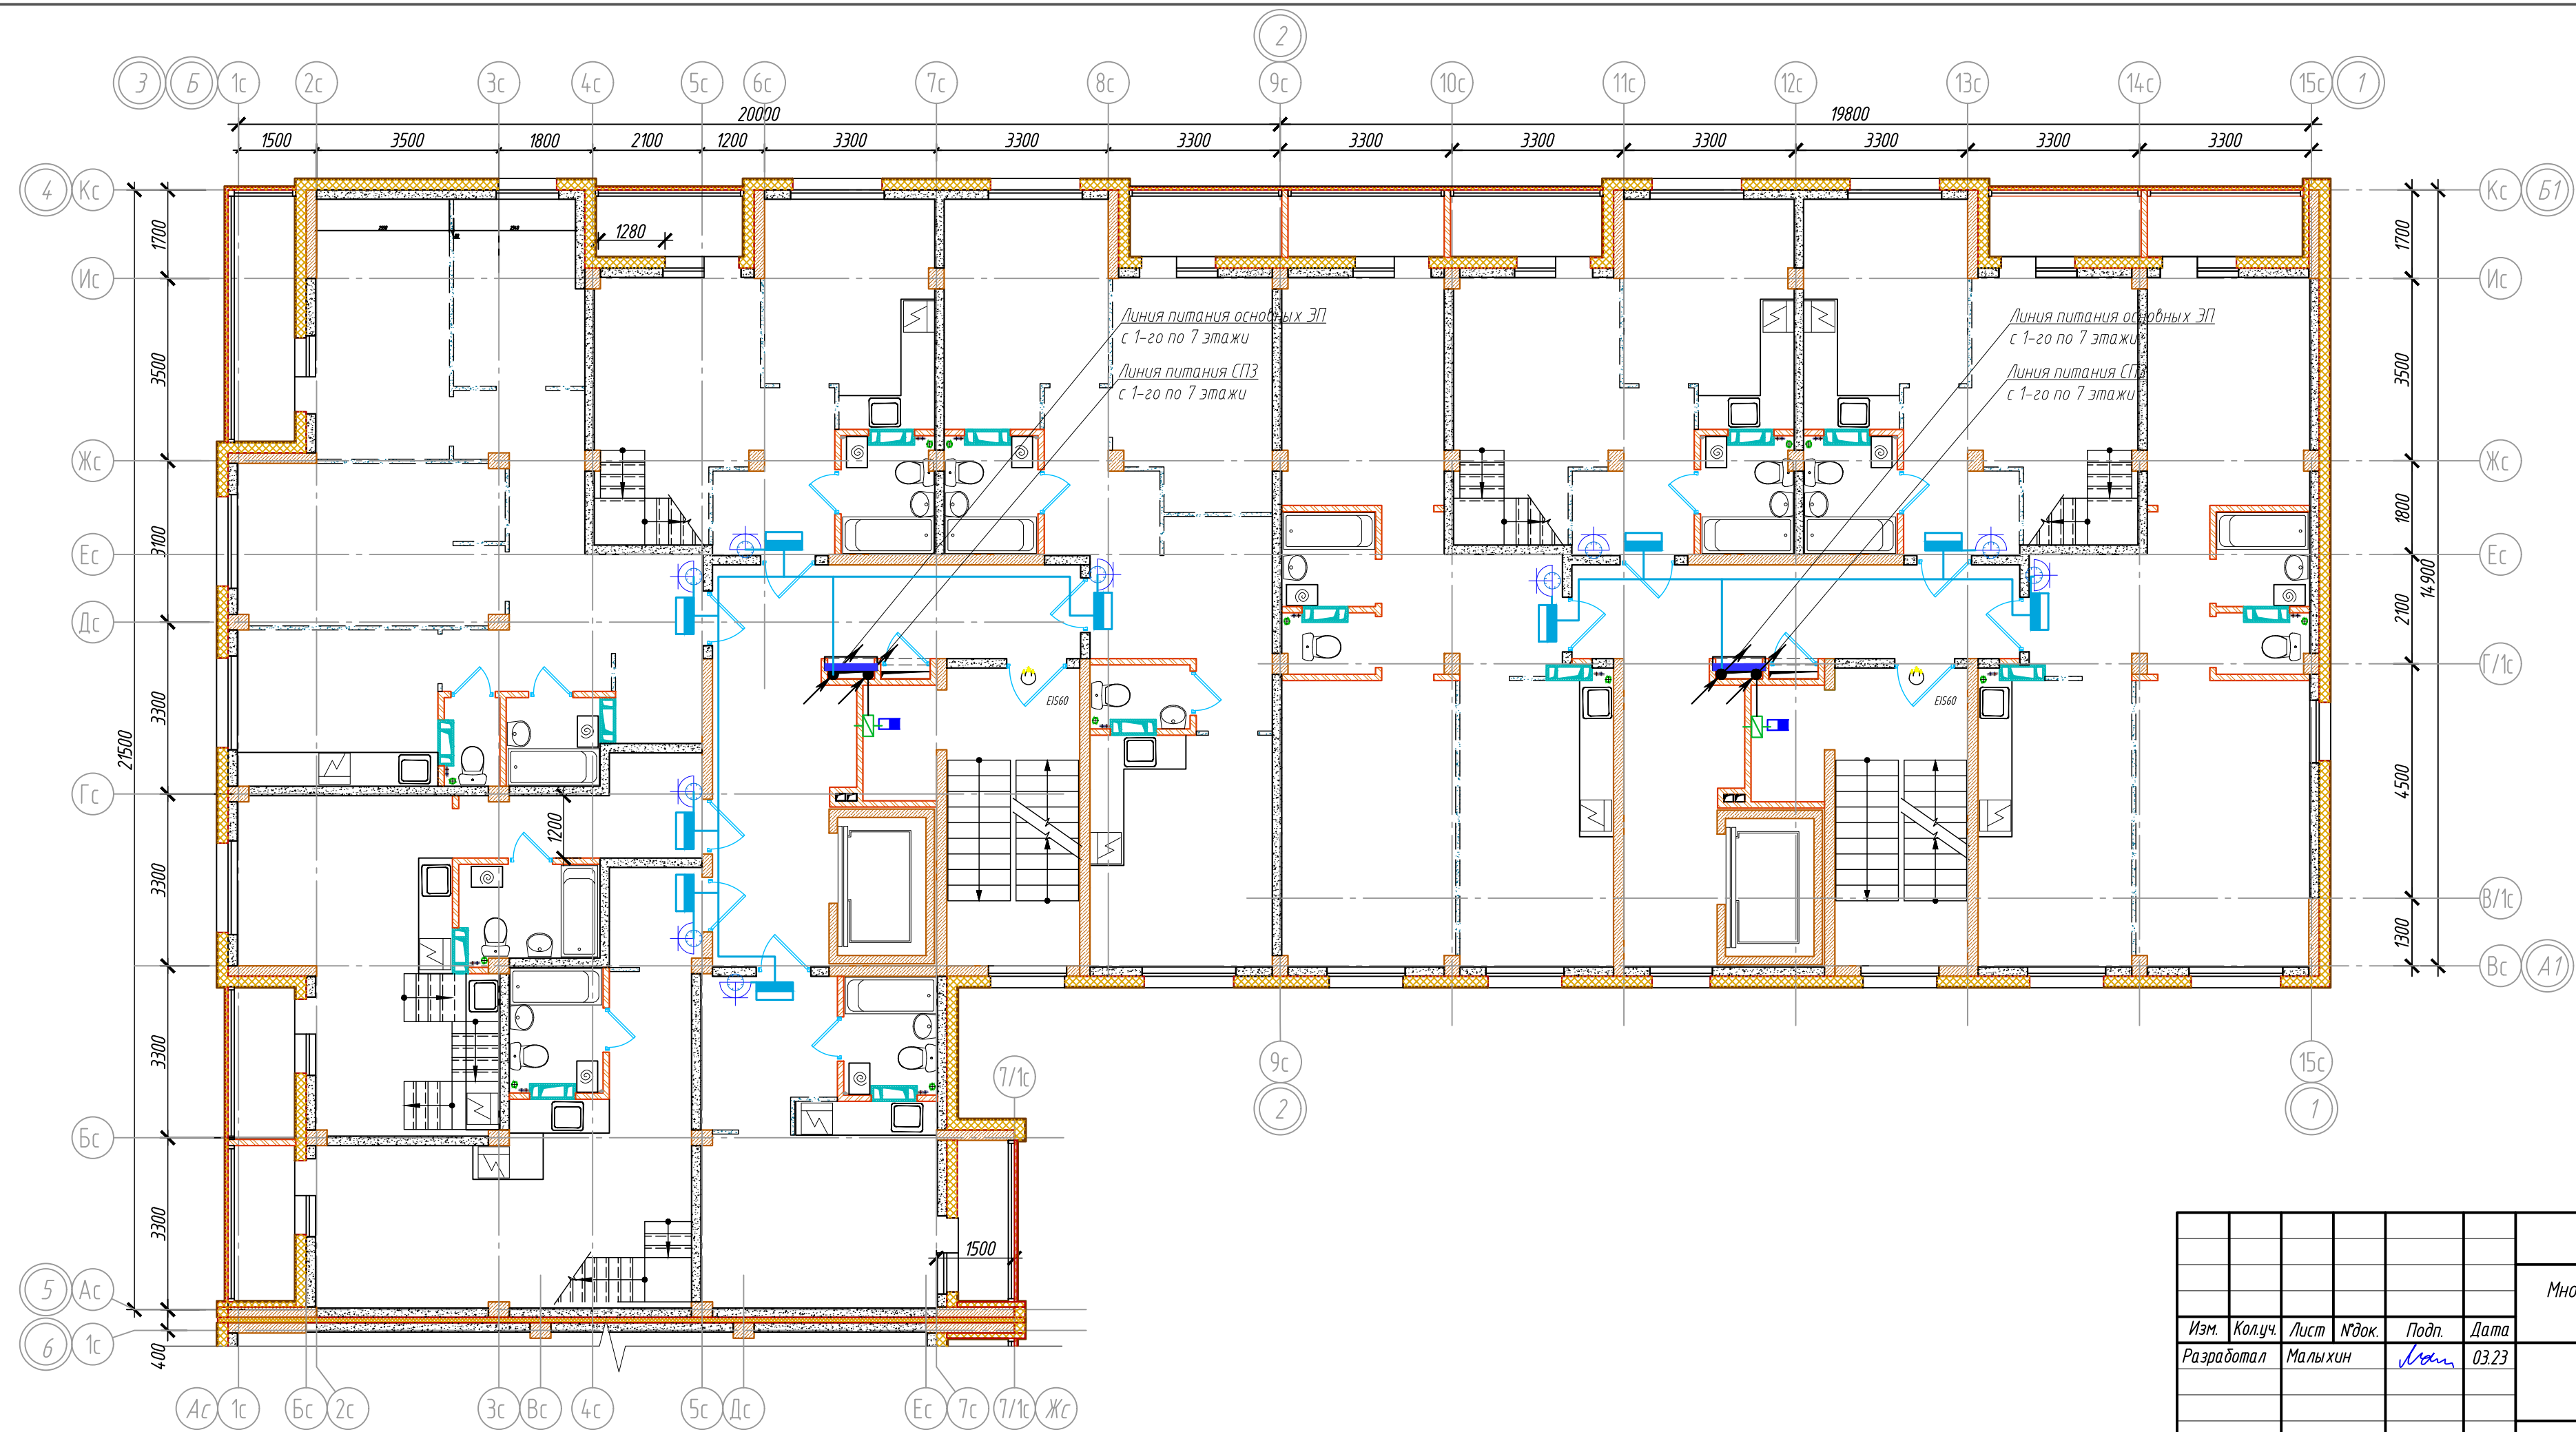 2
3 Б 1с 2с 3с 4с 5с 6с 7с 8с 9с 10с 11с 12с 13с 14с 15с 1
20000 19800
1500 3500 1800 2100 1200 3300 3300 3300 3300 3300 3300 3300 3300 3300
4 Кс Кс Б1
1700 1280 1700
Ис Ис
Линия питания основных ЭП Линия питания основных ЭП
с 1-го по 7 этажи с 1-го по 7 этажи
3500 3500
Линия питания СПЗ Линия питания СП
с 1-го по 7 этажи с 1-го по 7 этажи
Жс Жс
3100 1800
Ес Ес
14900
2100
Дс
Г/1с
3300
EIS60 EIS60
21500
4500
Гс
1200
3300
В/1с
1300
Вс А1
3300
9с 15с
7/1с
2 1
Бс
3300
1500
5 Ас
Мно
6 1с
400
Изм. Кол.уч. Лист №док. Подп. Дата
Разработал Малыхин 03.23
Ас 1с Бс 2с 3с Вс 4с 5с Дс Ес 7с 7/1с Жс